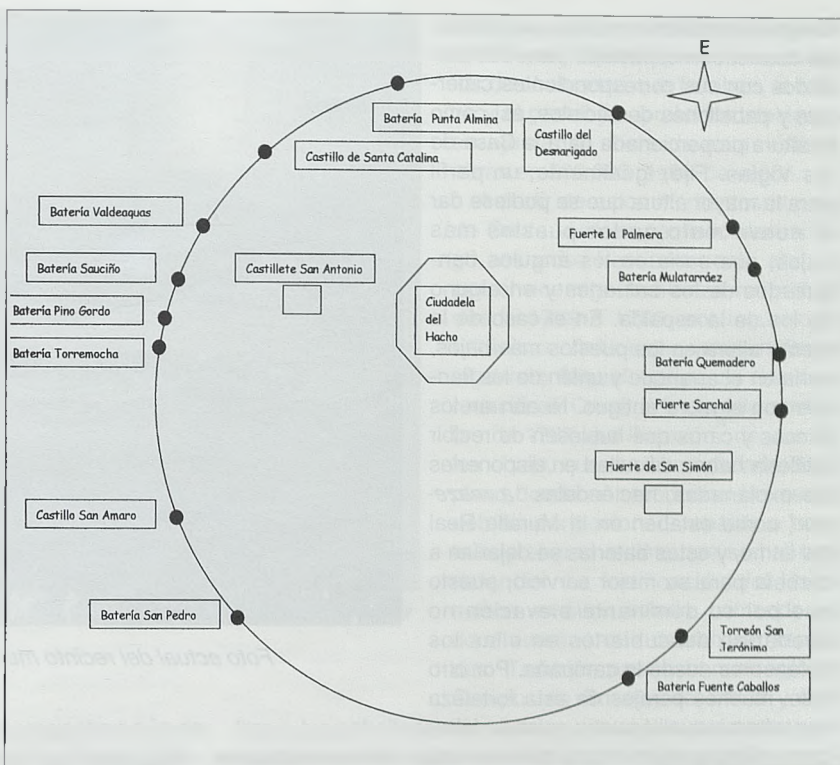 E
Batería Punta Almina
Castillo del
Desnarigado
Castillo de Santa Catalina
Batería Valdeaquas
Fuerte la Palmera
Batería Sauciño
Castillete San Antonio
Batería
Batería Pino Gordo
Ciudadela
del
Hacho
Batería Torremocha
Batería Quemadero
Fuerte Sarchal
Fuerte de San Simón
Castillo San Amaro
Batería San Pedro
Torreón San
Jerónimo
Batería Fuente Caballos